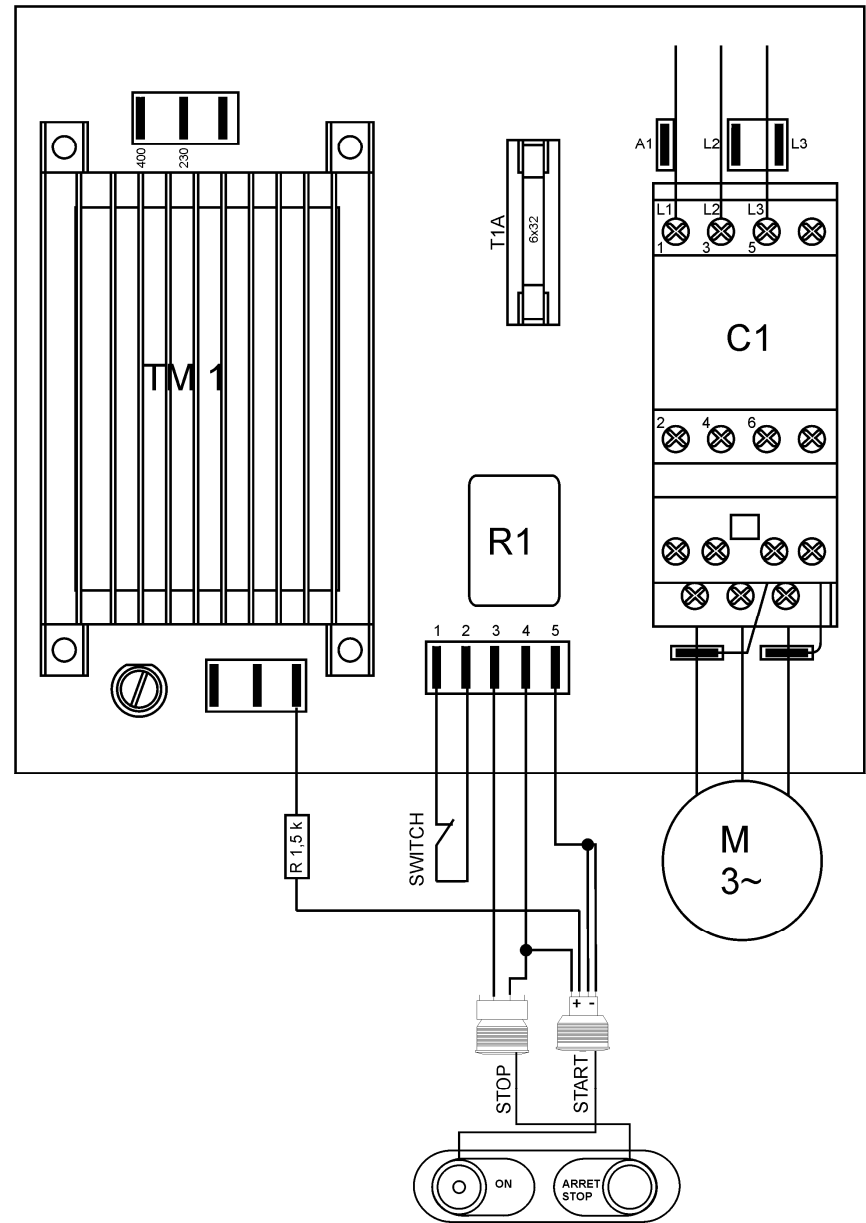 400
230
T1A
6x32
A1
L2
L3
L1
L2
L3
1
3
5
C1
TM 1
2
4
6
R1
1
2
3
4
5
R 1,5 k
SWITCH
M
3~
+
-
STOP
START
ON
ARRET
STOP